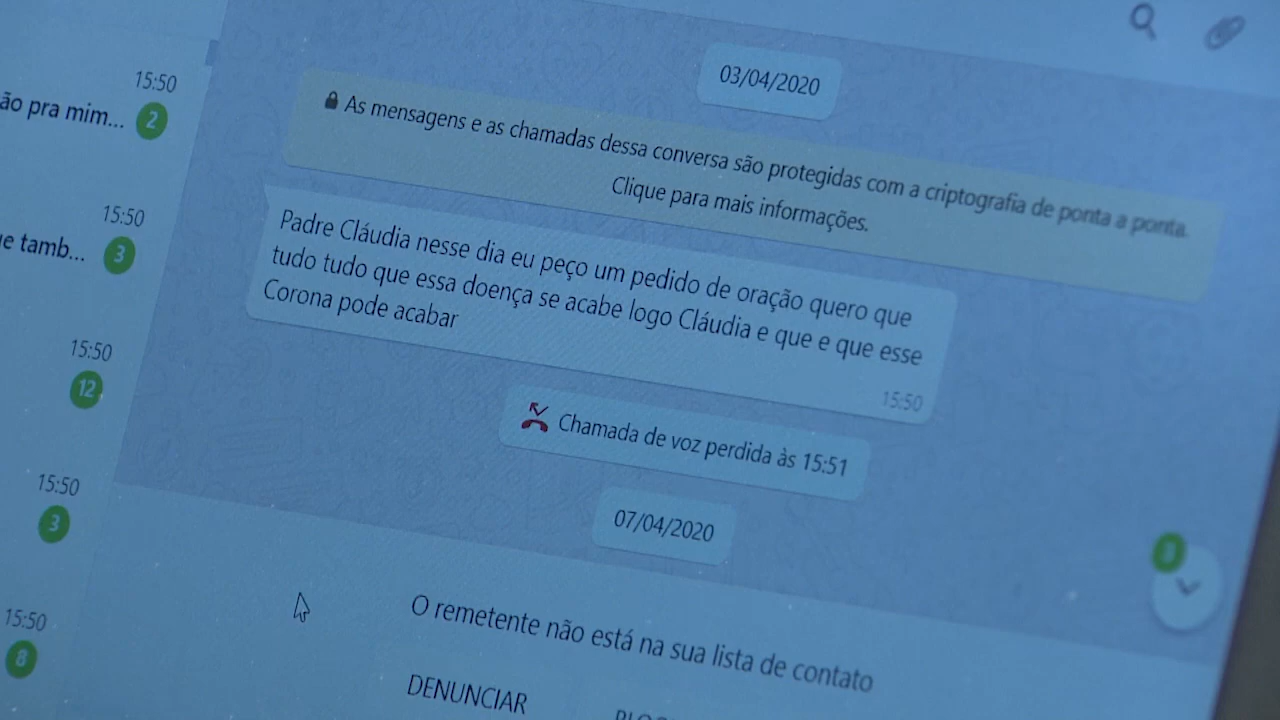 15:50
ão pra mim...
2
15:50
e tamb...
3
15:50
12
15:50
3
15:50
8
03/04/2020
As mensagens e as chamadas dessa conversa são protegidas com a criptografia de ponta a ponta.
Clique para mais informações.
Padre Cláudia nesse dia eu peço um pedido de oração quero que
tudo tudo que essa doença se acabe logo Cláudia e que e que esse
Corona pode acabar
15:50
Chamada de voz perdida às 15:51
07/04/2020
O remetente não está na sua lista de contato
DENUNCIAR